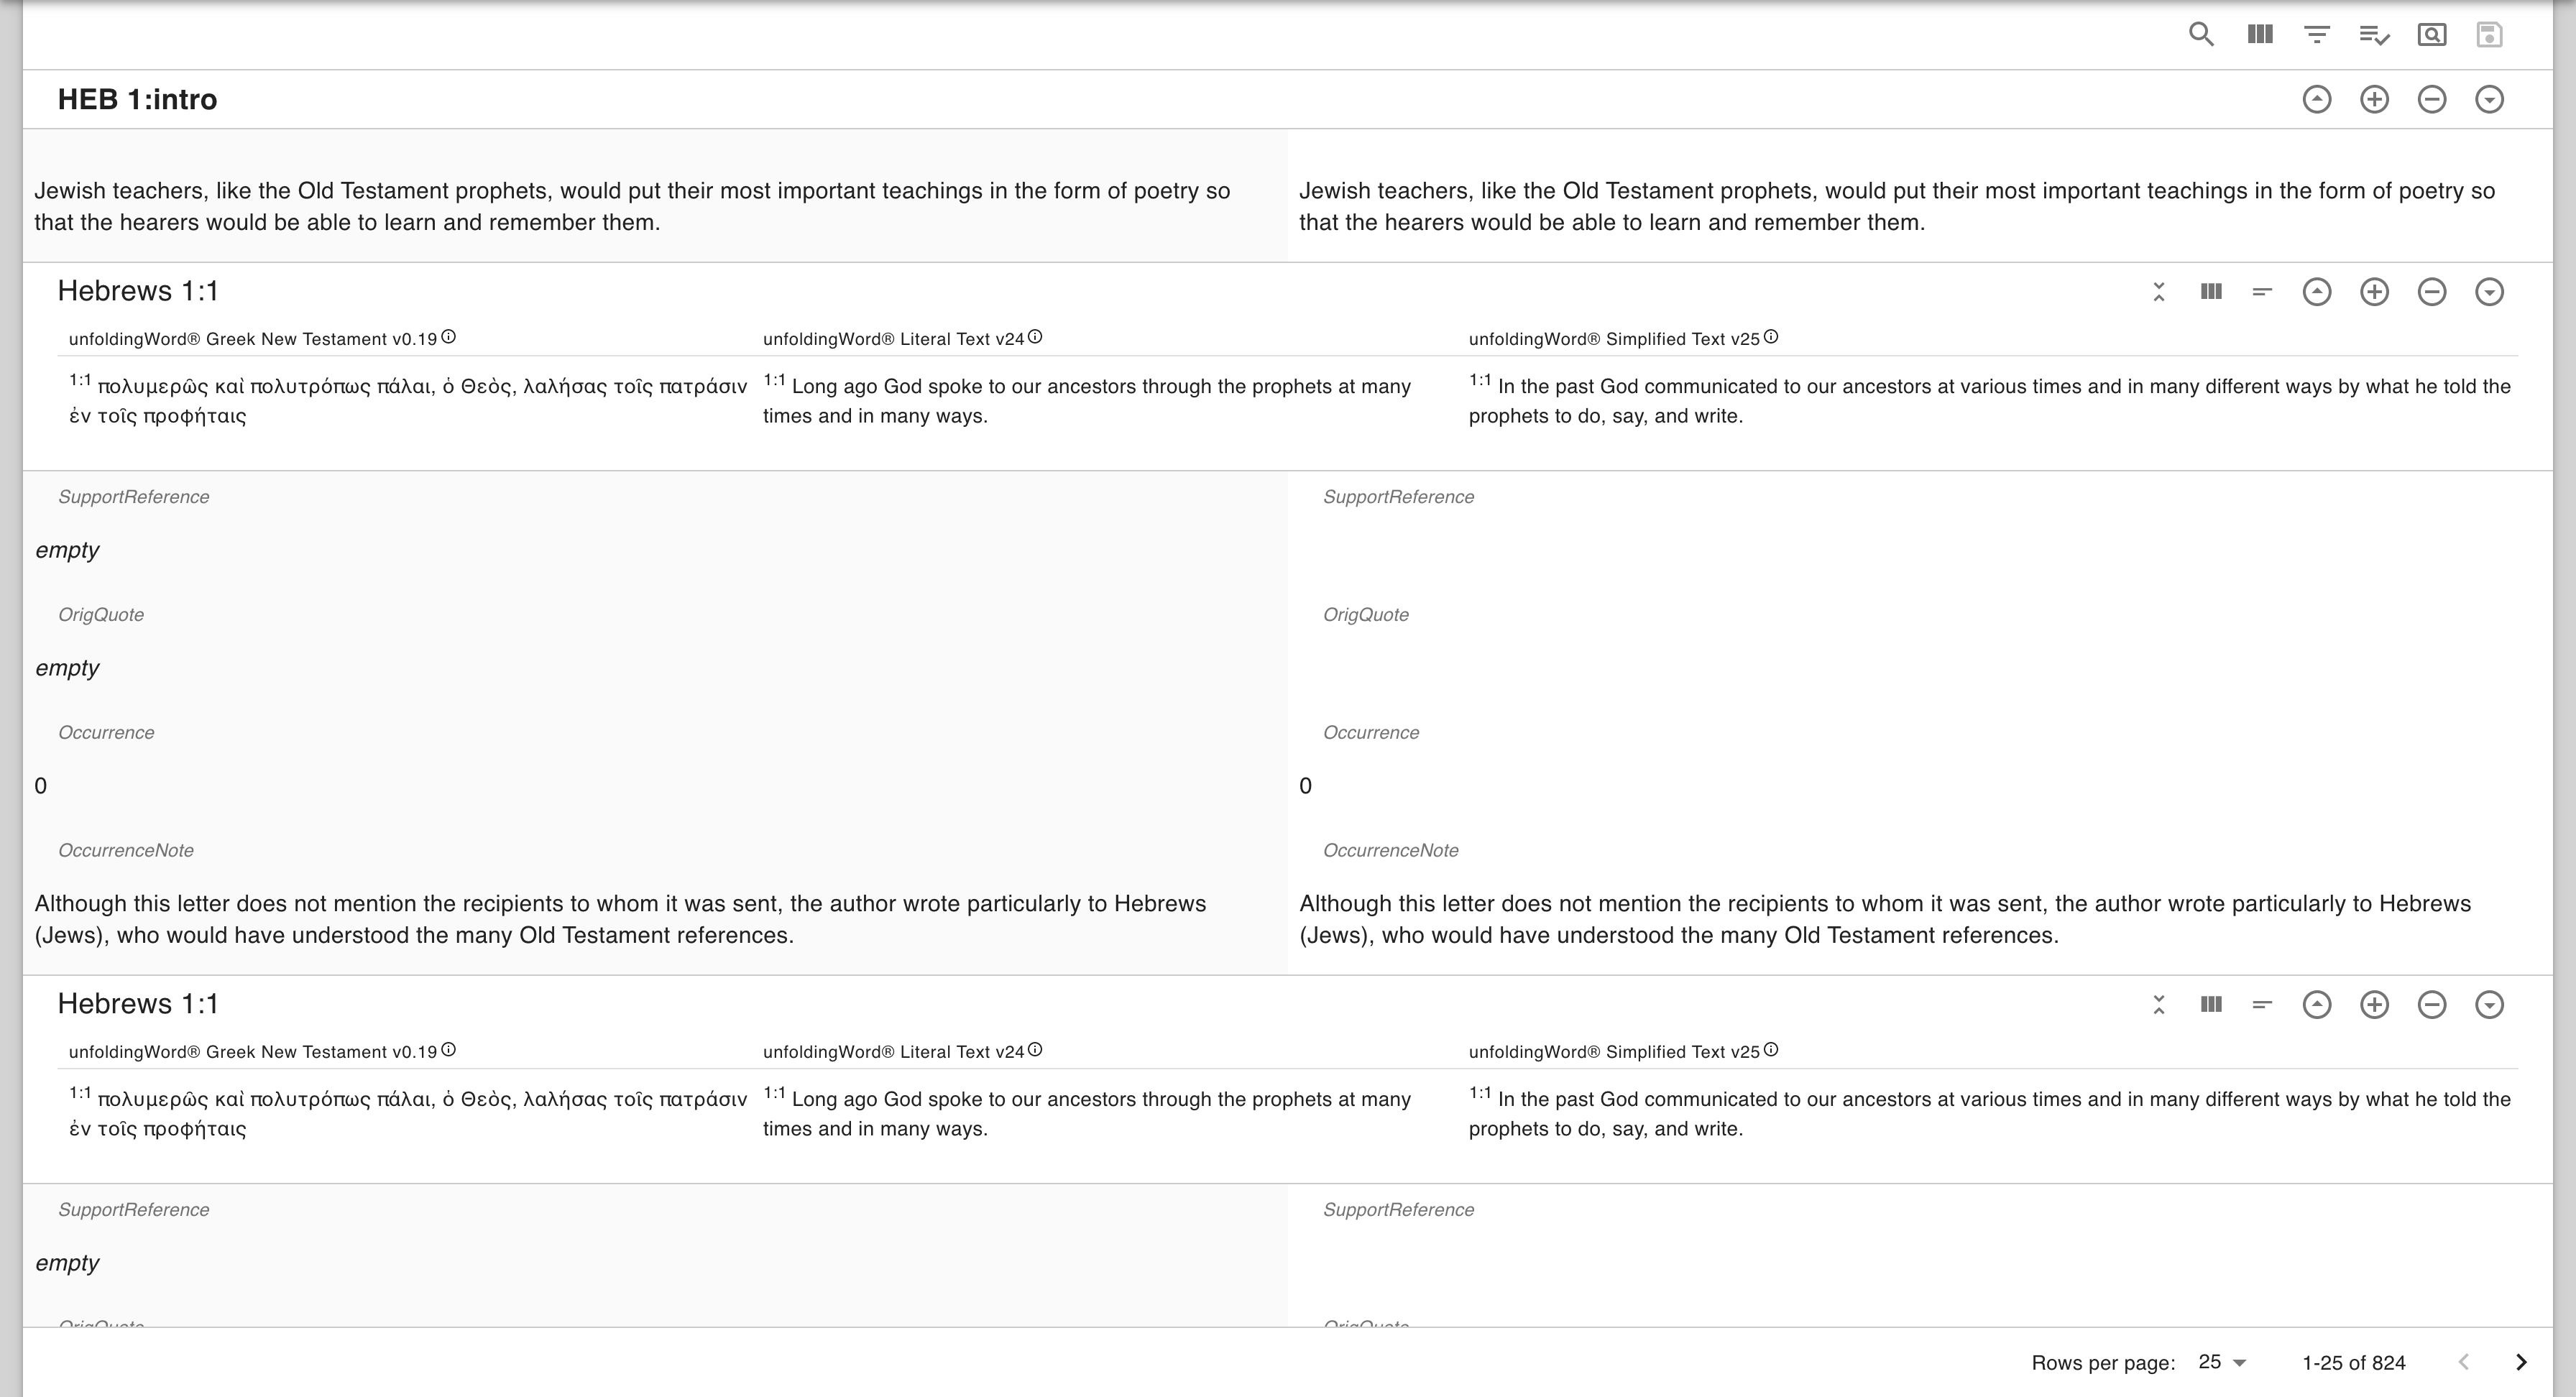 HEB 1:intro
Jewish teachers, like the Old Testament prophets, would put their most important teachings in the form of poetry so
that the hearers would be able to learn and remember them.
Jewish teachers, like the Old Testament prophets, would put their most important teachings in the form of poetry so
that the hearers would be able to learn and remember them.
Hebrews 1:1
unfoldingWord® Greek New Testament v0.19
1:1 πολυμερῶς καὶ πολυτρόπως πάλαι, ὁ Θεὸς, λαλήσας τοῖς πατράσιν
ἐν τοῖς προφήταις
unfoldingWord® Literal Text v24
1:1 Long ago God spoke to our ancestors through the prophets at many
times and in many ways.
unfoldingWord® Simplified Text v25
1:1 In the past God communicated to our ancestors at various times and in many different ways by what he told the
prophets to do, say, and write.
SupportReference
empty
OrigQuote
empty
Occurrence
0
OccurrenceNote
Although this letter does not mention the recipients to whom it was sent, the author wrote particularly to Hebrews
(Jews), who would have understood the many Old Testament references.
SupportReference
OrigQuote
Occurrence
0
OccurrenceNote
Although this letter does not mention the recipients to whom it was sent, the author wrote particularly to Hebrews
(Jews), who would have understood the many Old Testament references.
Hebrews 1:1
unfoldingWord® Greek New Testament v0.19
1:1 πολυμερῶς καὶ πολυτρόπως πάλαι, ὁ Θεὸς, λαλήσας τοῖς πατράσιν
ἐν τοῖς προφήταις
unfoldingWord® Literal Text v24
1:1 Long ago God spoke to our ancestors through the prophets at many
times and in many ways.
unfoldingWord® Simplified Text v25
1:1 In the past God communicated to our ancestors at various times and in many different ways by what he told the
prophets to do, say, and write.
SupportReference
empty
OrigQuote
SupportReference
OrigQuote
Rows per page: 25 1-25 of 824